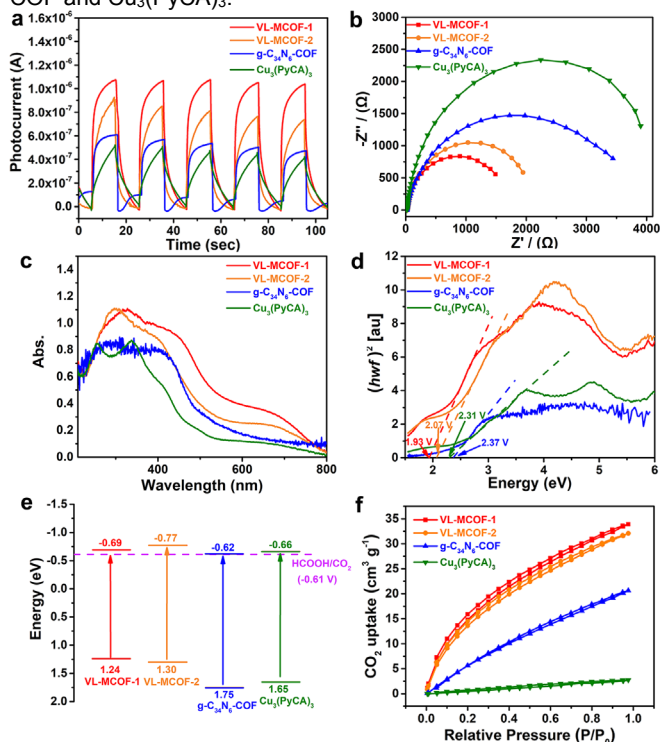 COF and Cu₃(PyCA)₃.
a
1.6x10⁻⁶
1.4x10⁻⁶
1.2x10⁻⁶
1.0x10⁻⁶
8.0x10⁻⁷
6.0x10⁻⁷
4.0x10⁻⁷
2.0x10⁻⁷
0.0
Photocurrent (A)
VL-MCOF-1
VL-MCOF-2
g-C₃₄N₆-COF
Cu₃(PyCA)₃
0 20 40 60 80 100
Time (sec)
b
-3000
-2500
-2000
-1500
-1000
-500
0
-Z'' / (Ω)
VL-MCOF-1
VL-MCOF-2
g-C₃₄N₆-COF
Cu₃(PyCA)₃
0 1000 2000 3000 4000
Z' / (Ω)
c
1.4
1.2
1.0
0.8
0.6
0.4
0.2
0.0
Abs.
VL-MCOF-1
VL-MCOF-2
g-C₃₄N₆-COF
Cu₃(PyCA)₃
400 600 800
Wavelength (nm)
d
12
10
8
6
4
2
0
(hwf)² [au]
VL-MCOF-1
VL-MCOF-2
g-C₃₄N₆-COF
Cu₃(PyCA)₃
2.31 V
2.07 V
1.93 V
2.37 V
2 3 4 5 6
Energy (eV)
e
-1.5
-1.0
-0.5
0.0
0.5
1.0
1.5
2.0
Energy (eV)
-0.69
-0.77
-0.62
-0.66
HCOOH/CO₂
(-0.61 V)
1.24
VL-MCOF-1
1.30
VL-MCOF-2
1.75
g-C₃₄N₆-COF
1.65
Cu₃(PyCA)₃
f
35
30
25
20
15
10
5
0
CO₂ uptake (cm³ g⁻¹)
VL-MCOF-1
VL-MCOF-2
g-C₃₄N₆-COF
Cu₃(PyCA)₃
0.0 0.2 0.4 0.6 0.8 1.0
Relative Pressure (P/P₀)